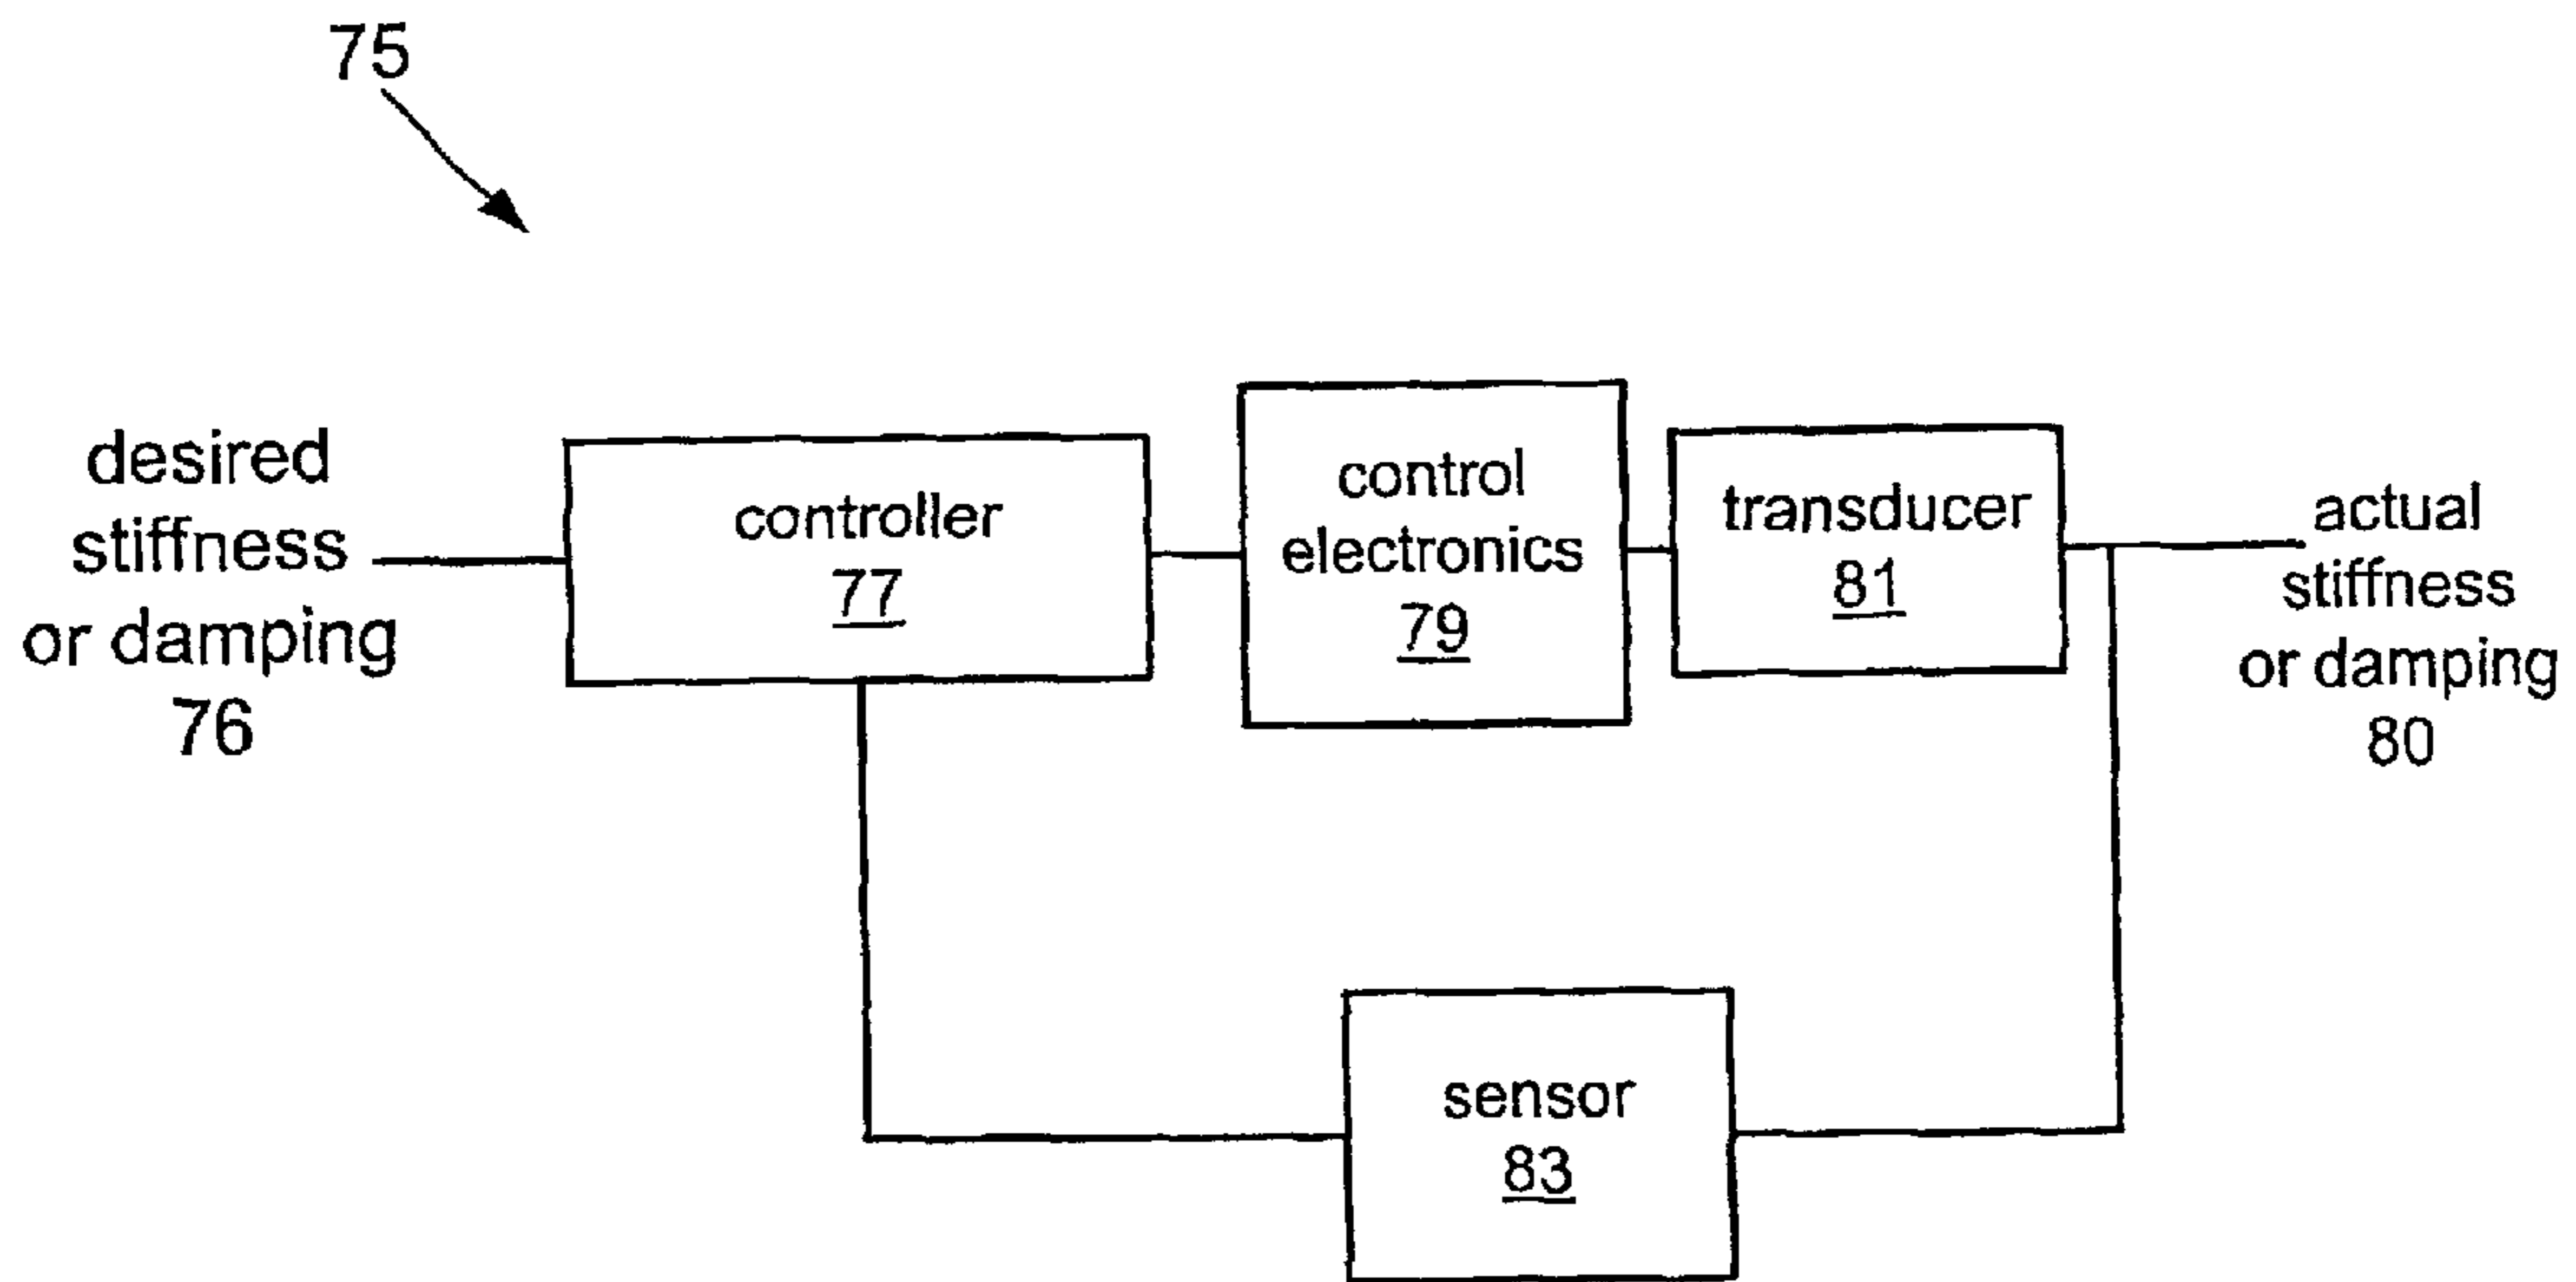 75
desired
stiffness
or damping
76
controller
77
control
electronics
79
transducer
81
actual
stiffness
or damping
80
sensor
83